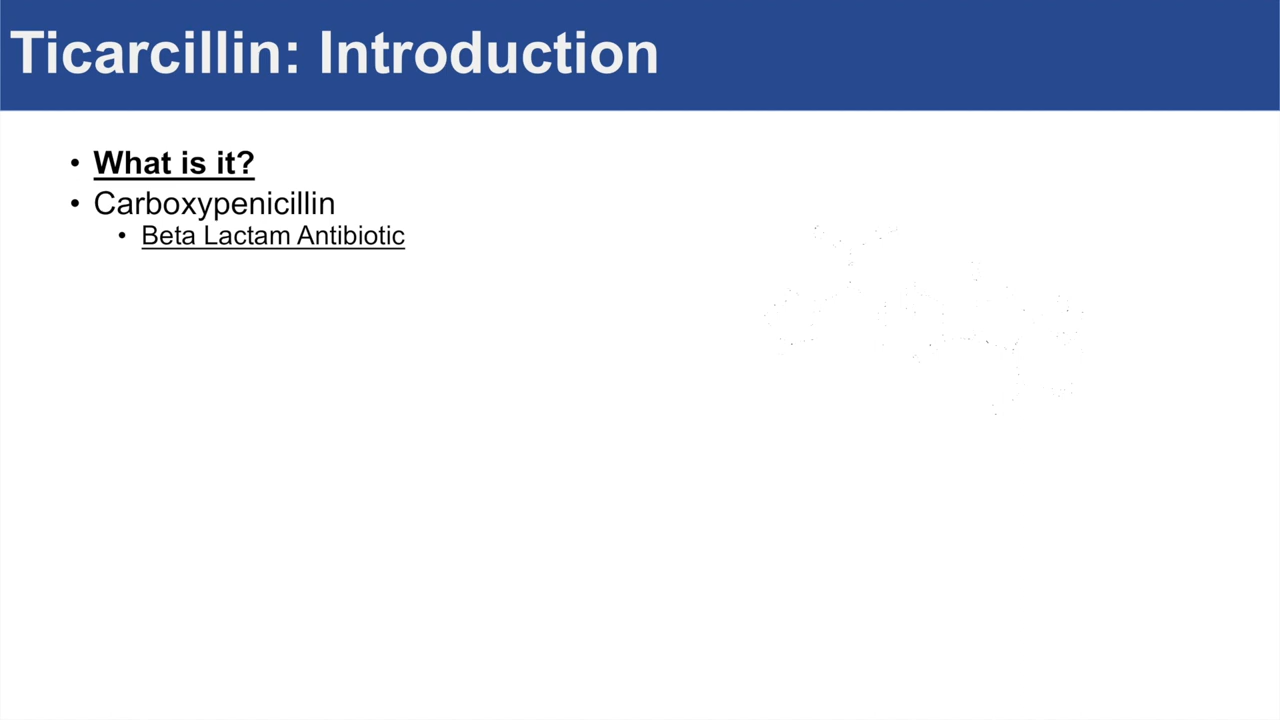 Ticarcillin: Introduction
• What is it?
• Carboxypenicillin
• Beta Lactam Antibiotic